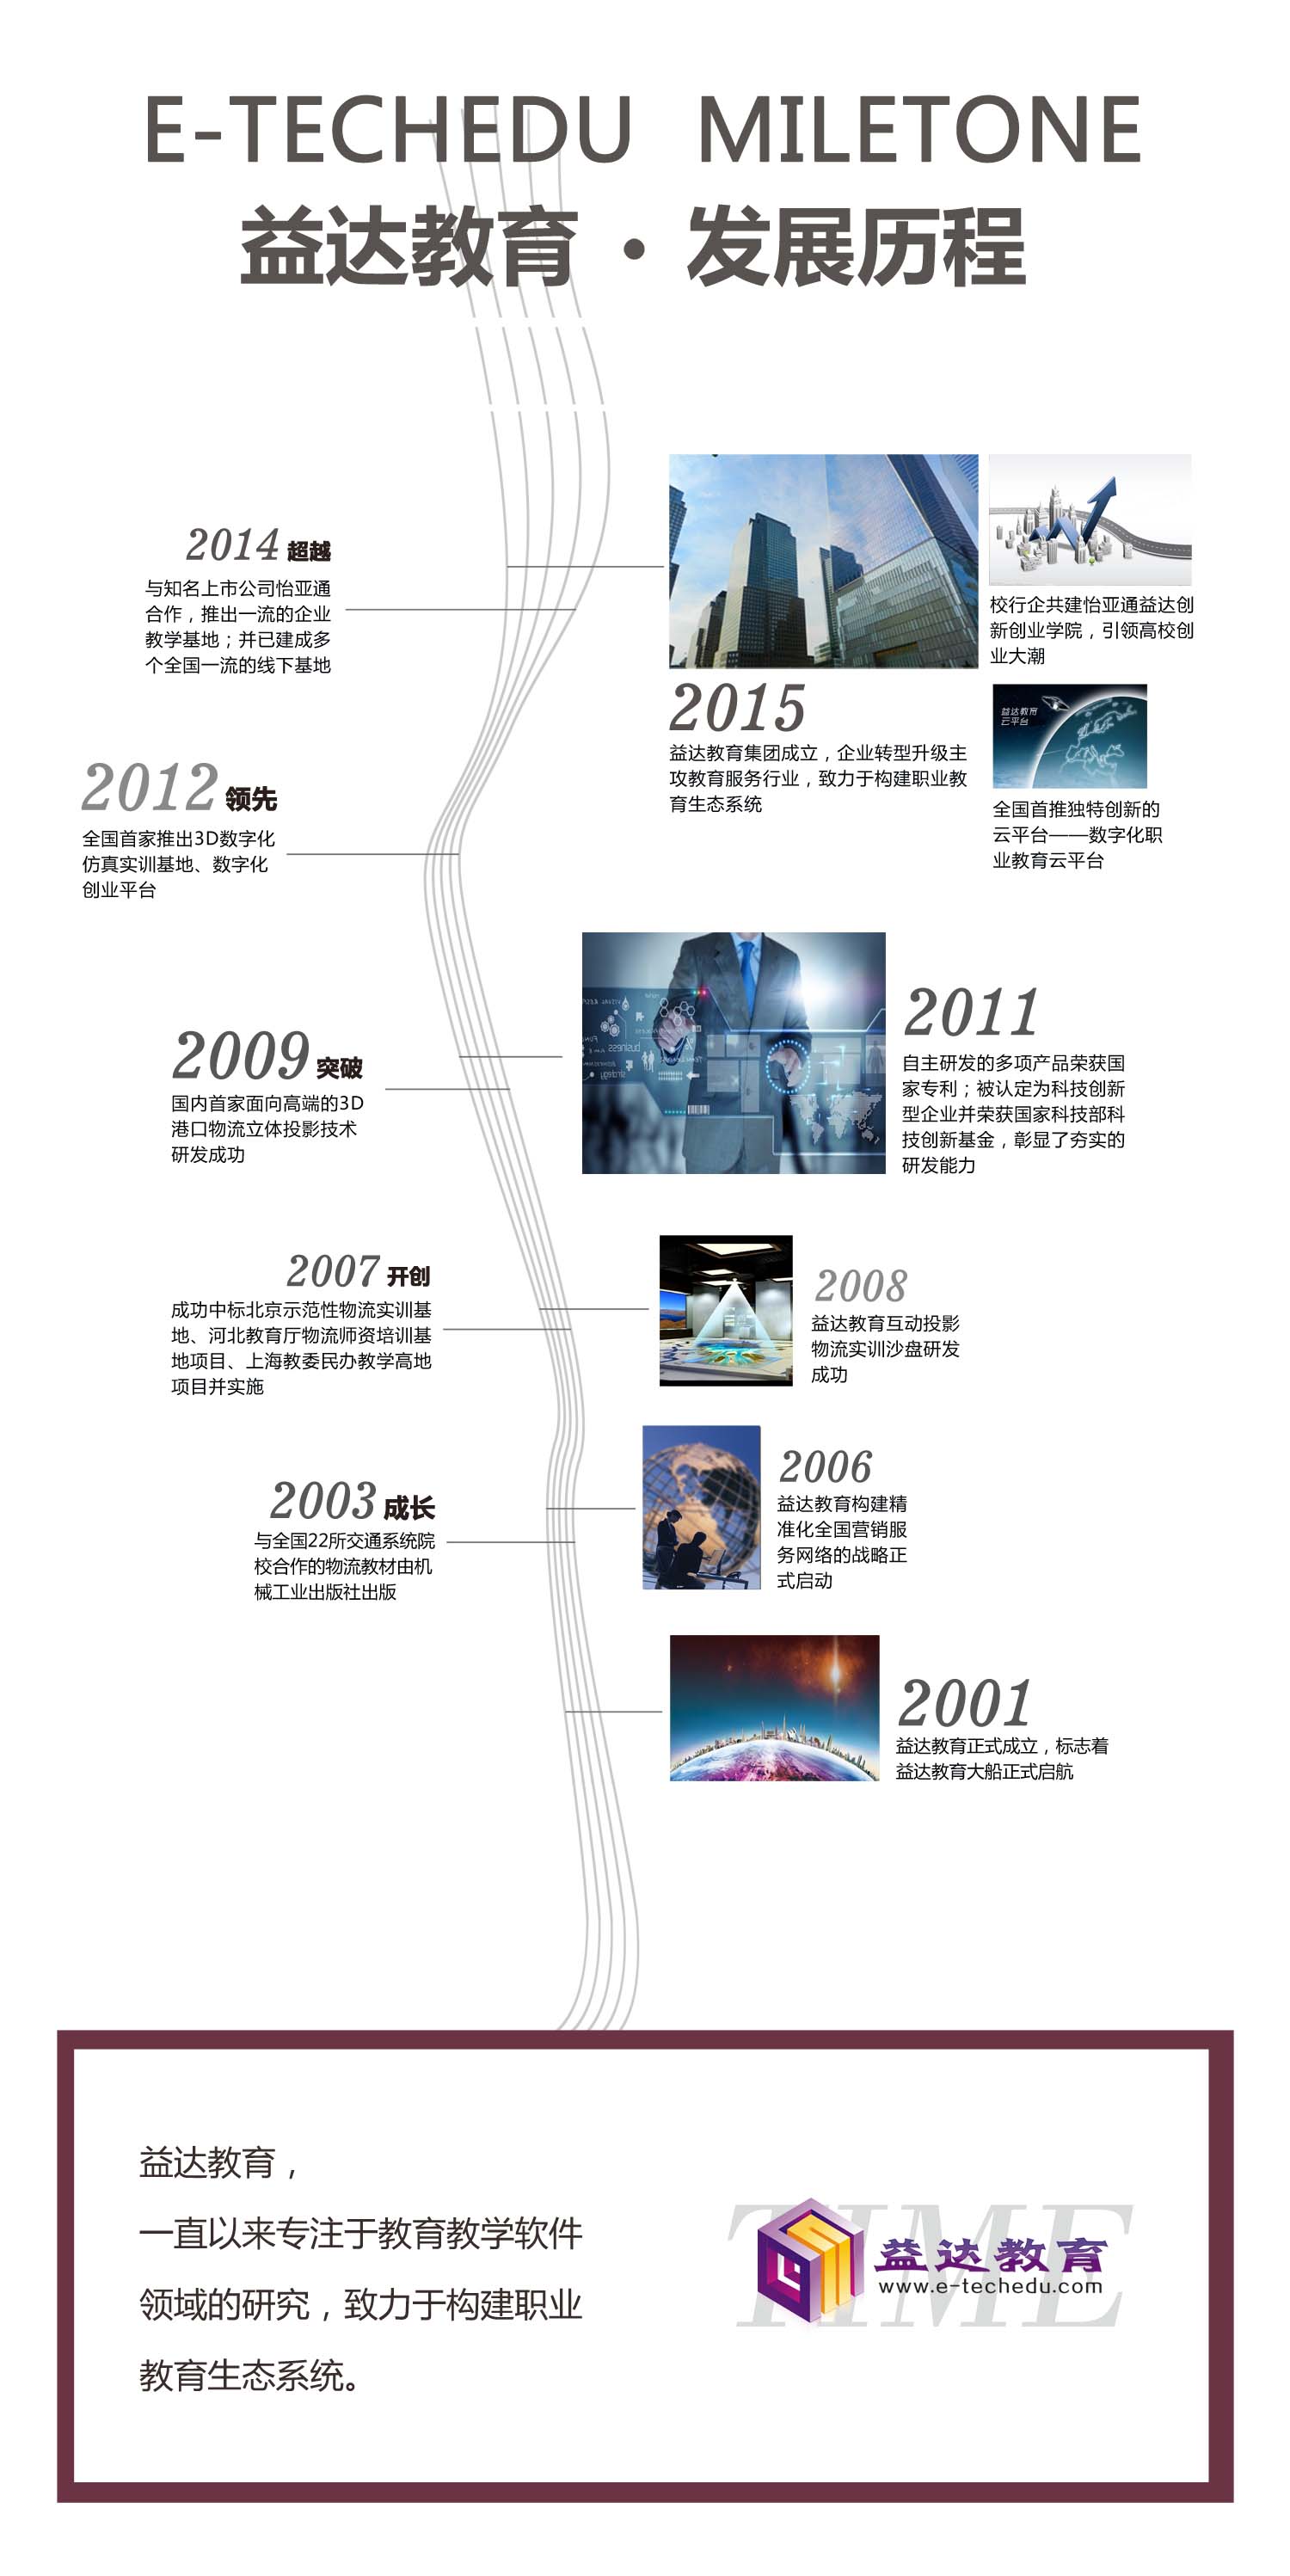 E-TECHEDU MILETONE
益达教育·发展历程
2014 超越
与知名上市公司怡亚通
合作，推出一流的企业
教学基地；并已建成多
个全国一流的线下基地
2015
益达教育集团成立，企业转型升级主
攻教育服务行业，致力于构建职业教
育生态系统
校行企共建怡亚通益达创
新创业学院，引领高校创
业大潮
益达教育
云平台
全国首推独特创新的
云平台——数字化职
业教育云平台
2012 领先
全国首家推出3D数字化
仿真实训基地、数字化
创业平台
2011
自主研发的多项产品荣获国
家专利；被认定为科技创新
型企业并荣获国家科技部科
技创新基金，彰显了夯实的
研发能力
business
strategy
2009 突破
国内首家面向高端的3D
港口物流立体投影技术
研发成功
2008
益达教育互动投影
物流实训沙盘研发
成功
2007 开创
成功中标北京示范性物流实训基
地、河北教育厅物流师资培训基
地项目、上海教委民办教学高地
项目并实施
2006
益达教育构建精
准化全国营销服
务网络的战略正
式启动
2003 成长
与全国22所交通系统院
校合作的物流教材由机
械工业出版社出版
2001
益达教育正式成立，标志着
益达教育大船正式启航
益达教育，
一直以来专注于教育教学软件
领域的研究，致力于构建职业
教育生态系统。
TIME
益达教育
www.e-techedu.com